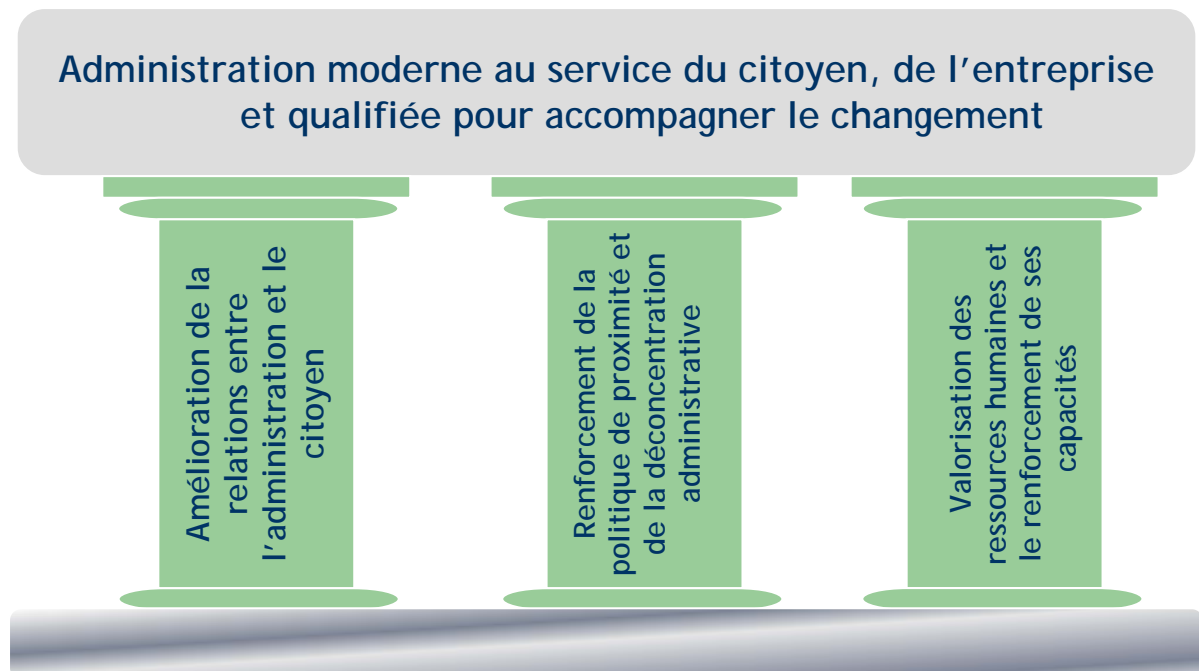 Administration moderne au service du citoyen, de l'entreprise
et qualifiée pour accompagner le changement
Amélioration de la
relations entre
l'administration et le
citoyen
Renforcement de la
politique de proximité et
de la déconcentration
administrative
Valorisation des
ressources humaines et
le renforcement de ses
capacités